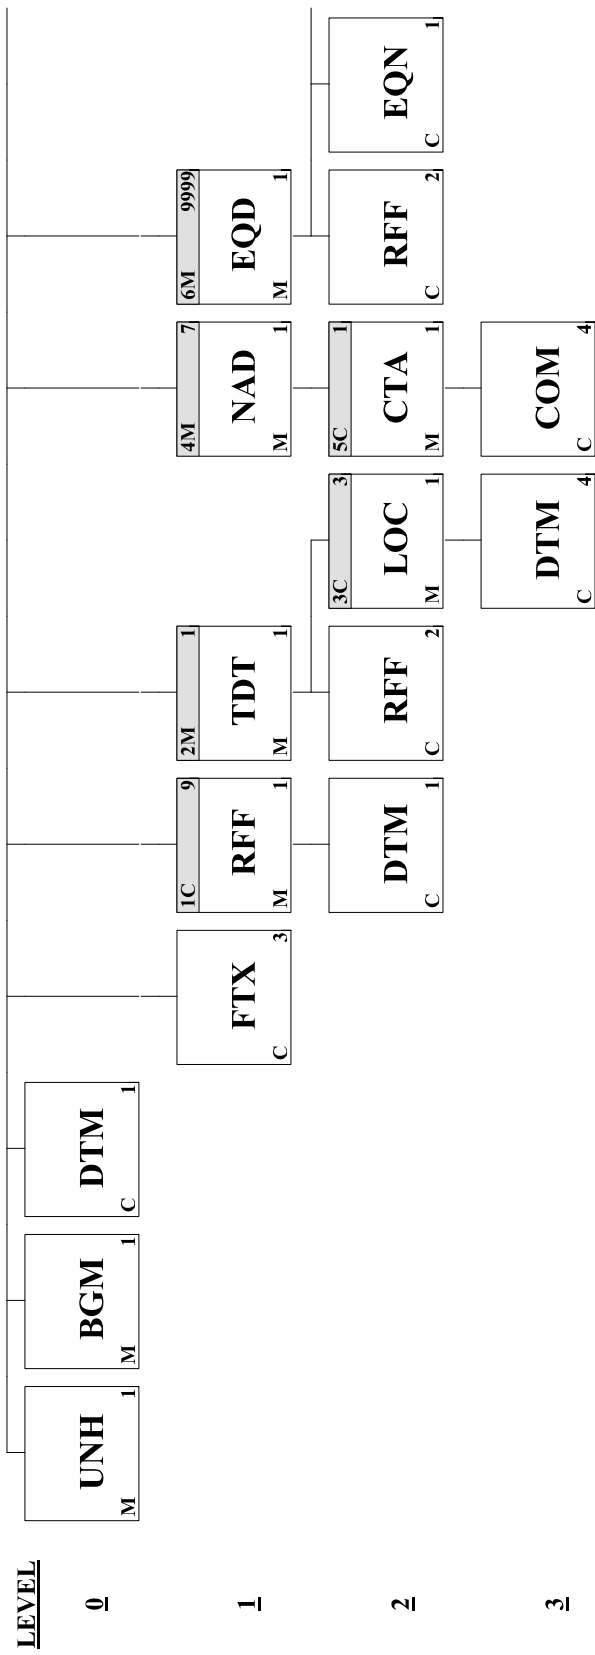 LEVEL
0
UNH
M 1
BGM
M 1
DTM
C 1
1
FTX
C 3
1C 9
RFF
M 1
2M 1
TDT
M 1
4M 7
NAD
M 1
6M 9999
EQD
M 1
2
DTM
C 1
RFF
C 2
3C 3
LOC
M 1
5C 1
CTA
M 1
RFF
C 2
EQN
C 1
3
DTM
C 4
COM
C 4